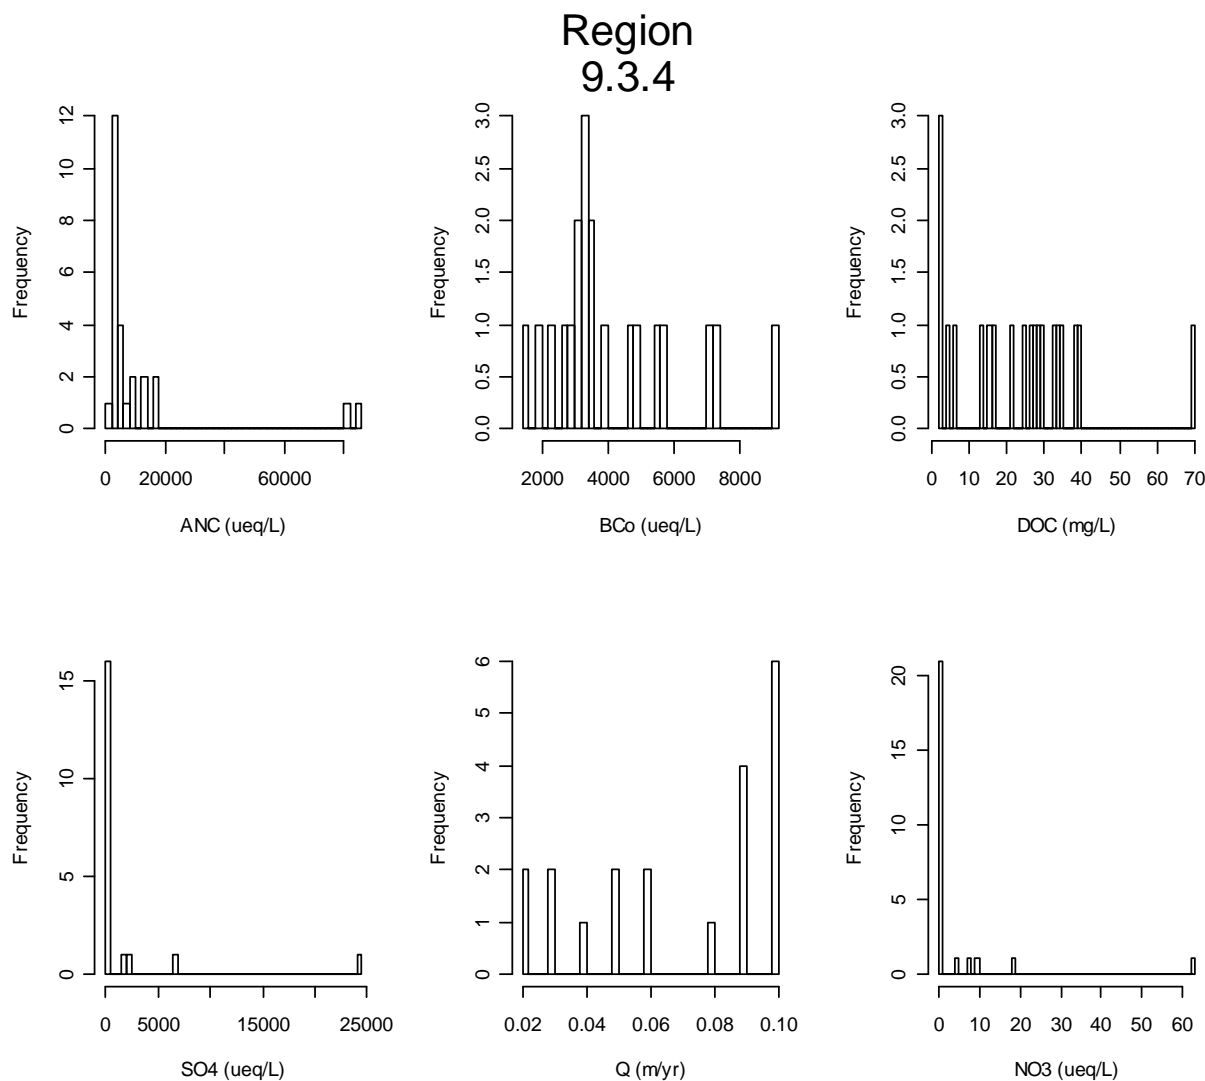 Region
9.3.4
Frequency
0 2 4 6 8 10 12
0 20000 60000
ANC (ueq/L)
Frequency
0.0 0.5 1.0 1.5 2.0 2.5 3.0
2000 4000 6000 8000
BCo (ueq/L)
Frequency
0.0 0.5 1.0 1.5 2.0 2.5 3.0
0 10 20 30 40 50 60 70
DOC (mg/L)
Frequency
0 5 10 15
0 5000 15000 25000
SO4 (ueq/L)
Frequency
0 1 2 3 4 5 6
0.02 0.04 0.06 0.08 0.10
Q (m/yr)
Frequency
0 5 10 15 20
0 10 20 30 40 50 60
NO3 (ueq/L)